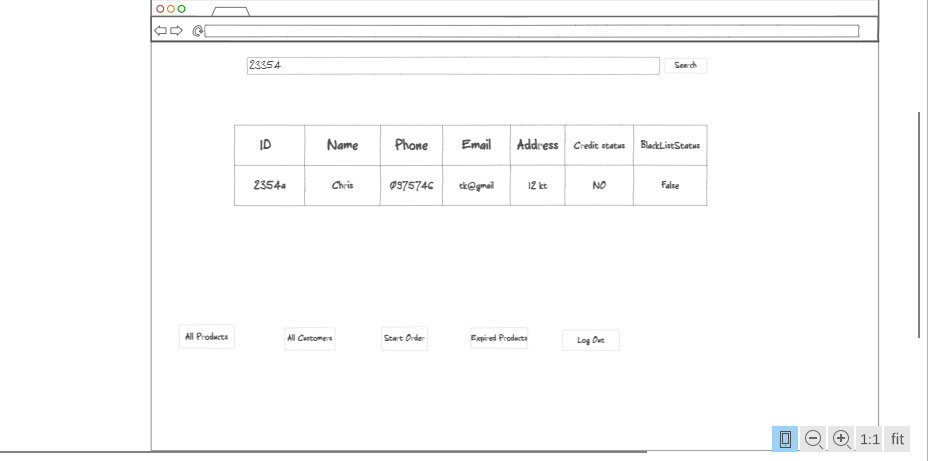 23354 Search
ID Name Phone Email Address Credit status BlackListStatus
2354a Chris 037574C tk@gmail 12 kt NO False
All Products All Customers Start Order Expired Products Log Out
1:1 fit